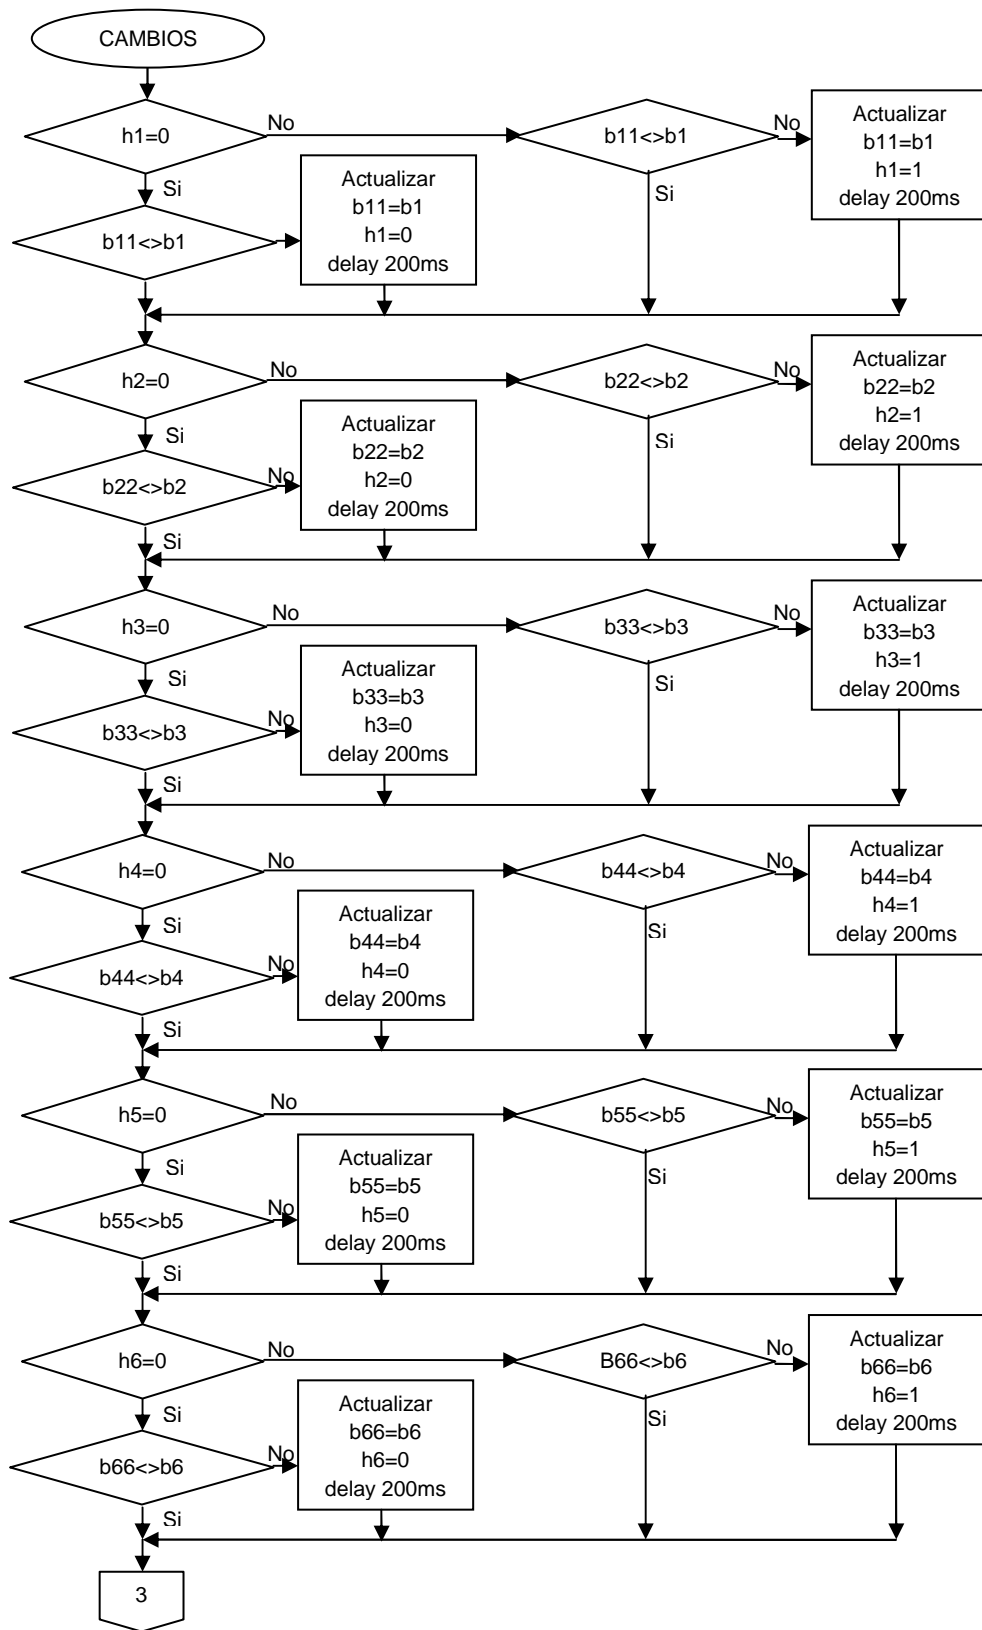 CAMBIOS
h1=0
No
b11<>b1
No
Actualizar
b11=b1
h1=1
delay 200ms
Si
Si
b11<>b1
Actualizar
b11=b1
h1=0
delay 200ms
h2=0
No
b22<>b2
No
Actualizar
b22=b2
h2=1
delay 200ms
Si
Si
b22<>b2
No
Actualizar
b22=b2
h2=0
delay 200ms
Si
h3=0
No
b33<>b3
No
Actualizar
b33=b3
h3=1
delay 200ms
Si
Si
b33<>b3
No
Actualizar
b33=b3
h3=0
delay 200ms
Si
h4=0
No
b44<>b4
No
Actualizar
b44=b4
h4=1
delay 200ms
Si
Si
b44<>b4
No
Actualizar
b44=b4
h4=0
delay 200ms
Si
h5=0
No
b55<>b5
No
Actualizar
b55=b5
h5=1
delay 200ms
Si
Si
b55<>b5
No
Actualizar
b55=b5
h5=0
delay 200ms
Si
h6=0
No
B66<>b6
No
Actualizar
b66=b6
h6=1
delay 200ms
Si
Si
b66<>b6
No
Actualizar
b66=b6
h6=0
delay 200ms
Si
3